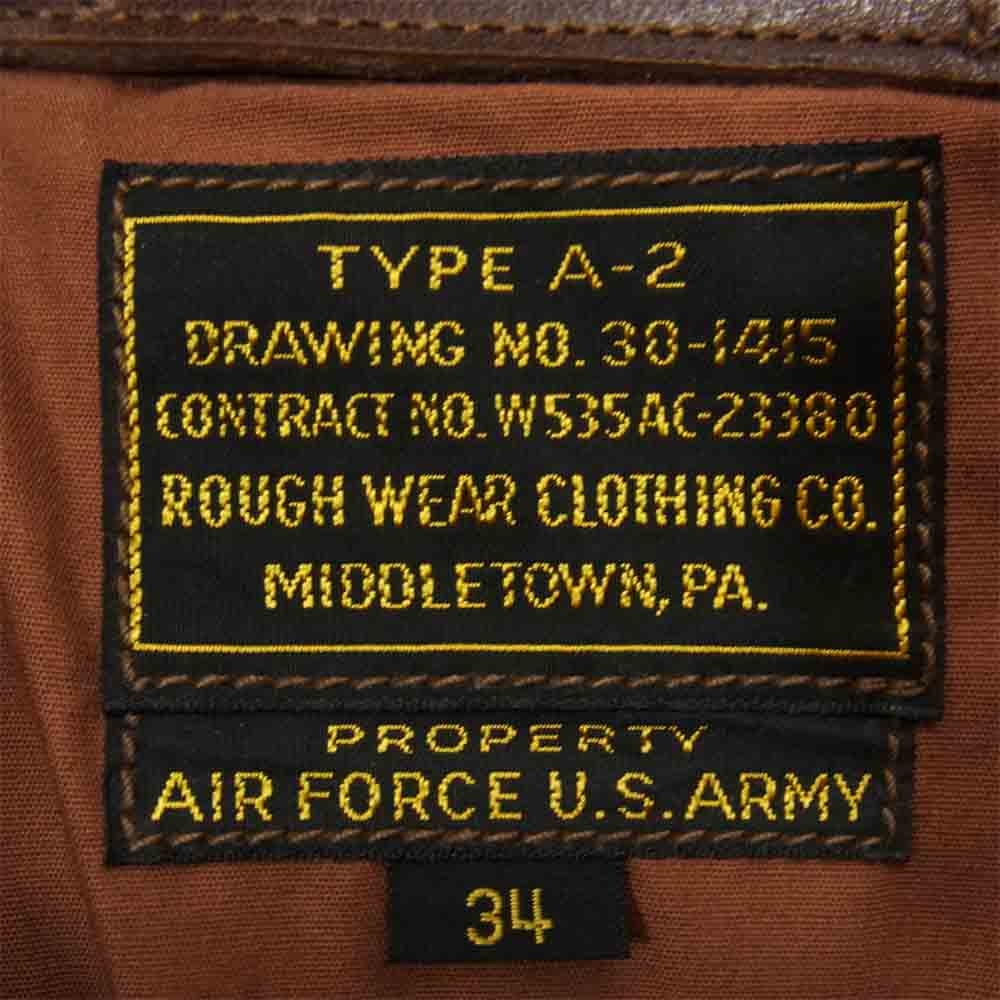 TYPE A-2
DRAWING NO. 30-1415
CONTRACT NO. W535AC-23380
ROUGH WEAR CLOTHING CO.
MIDDLETOWN, PA.
PROPERTY
AIR FORCE U.S. ARMY
34